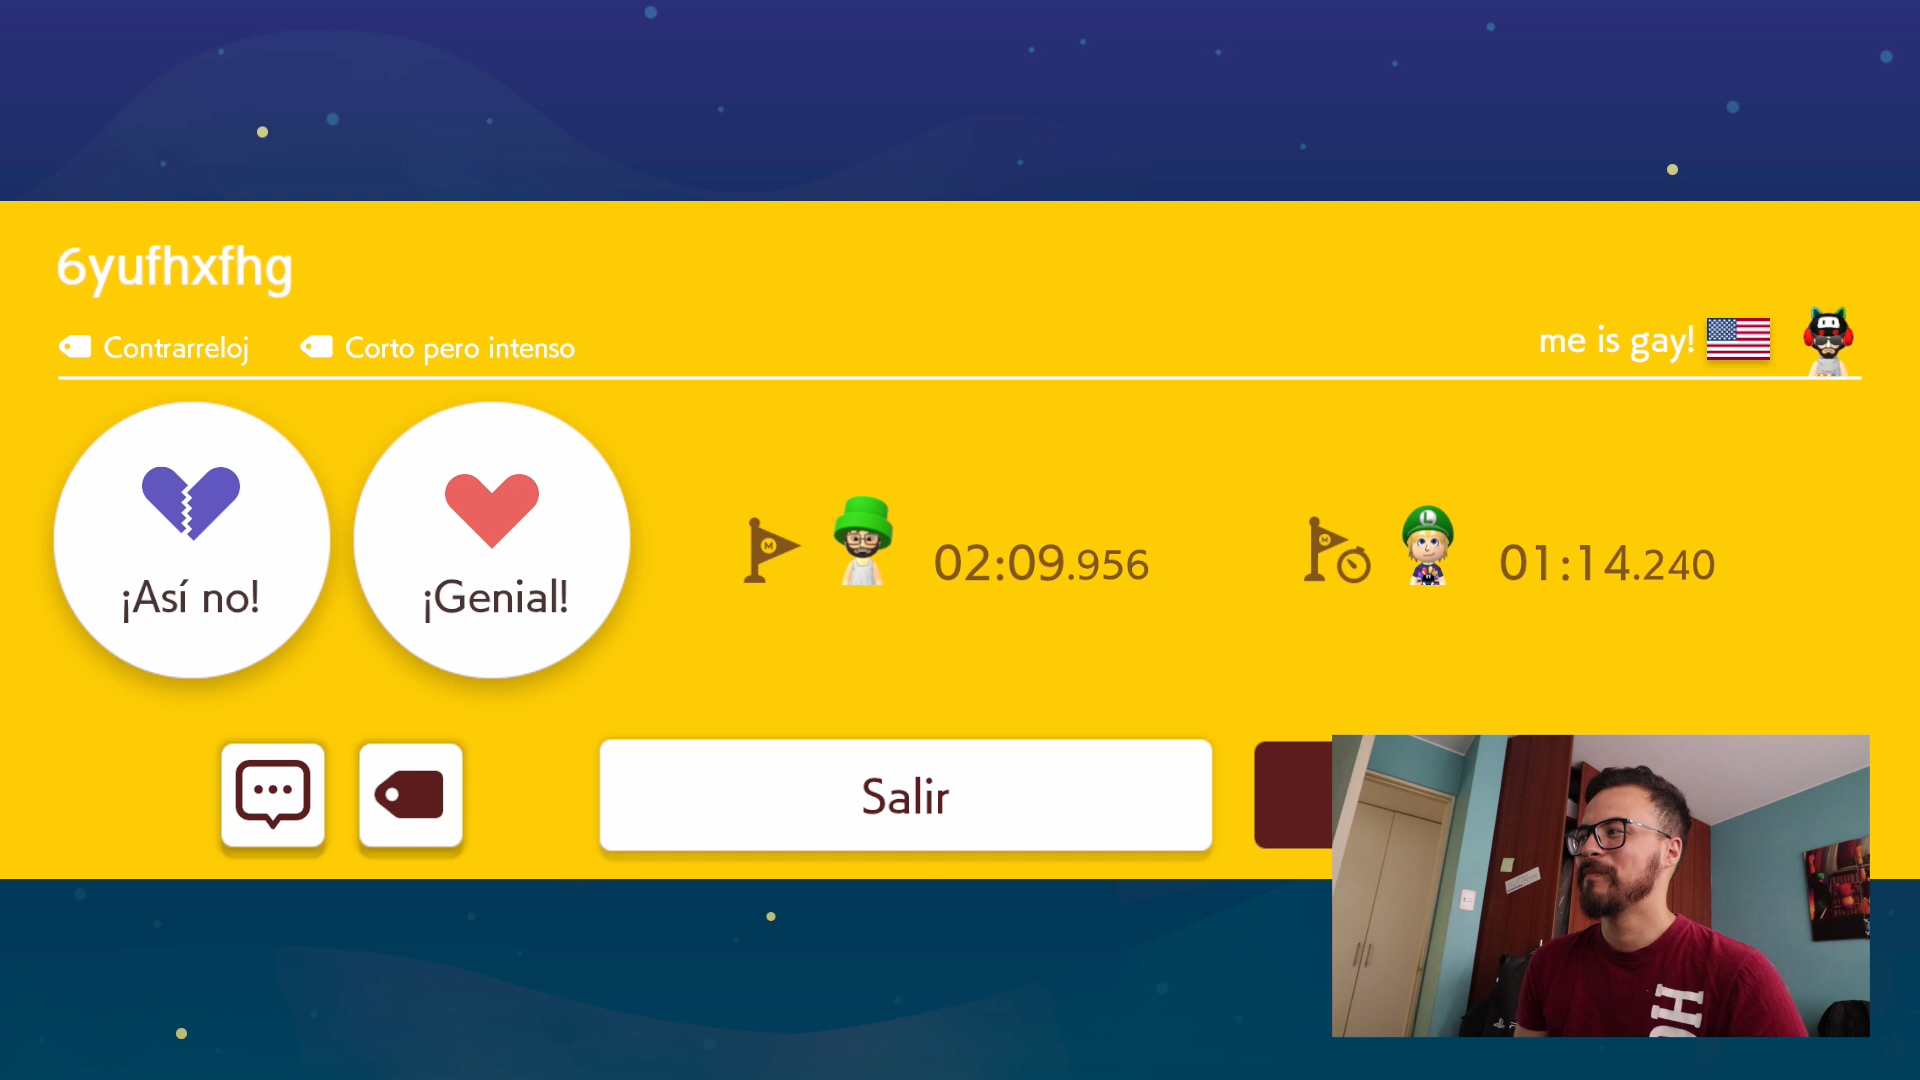 6yufhxfhg
Contrarreloj
Corto pero intenso
me is gay!
¡Así no!
¡Genial!
M
02:09.956
M
L
01:14.240
Salir